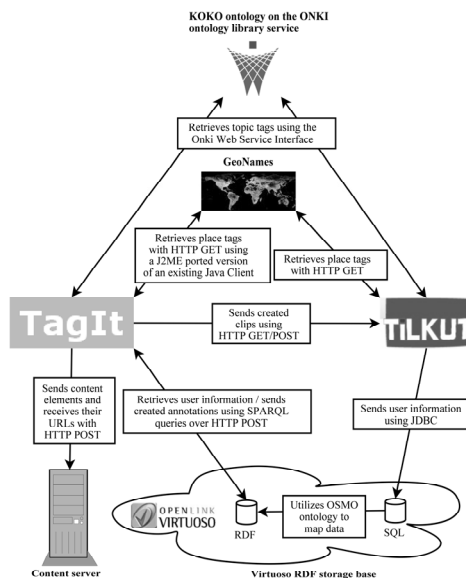 KOKO ontology on the ONKI
ontology library service
Retrieves topic tags using the
Onki Web Service Interface
GeoNames
Retrieves place tags
with HTTP GET using
a J2ME ported version
of an existing Java Client
Retrieves place tags
with HTTP GET
TagIt
Sends created
clips using
HTTP GET/POST
TiLKUT
Sends content
elements and
receives their
URLs with
HTTP POST
Retrieves user information / sends
created annotations using SPARQL
queries over HTTP POST
Sends user information
using JDBC
OPENLINK
VIRTUOSO
RDF
Utilizes OSMO
ontology to
map data
SQL
Content server
Virtuoso RDF storage base